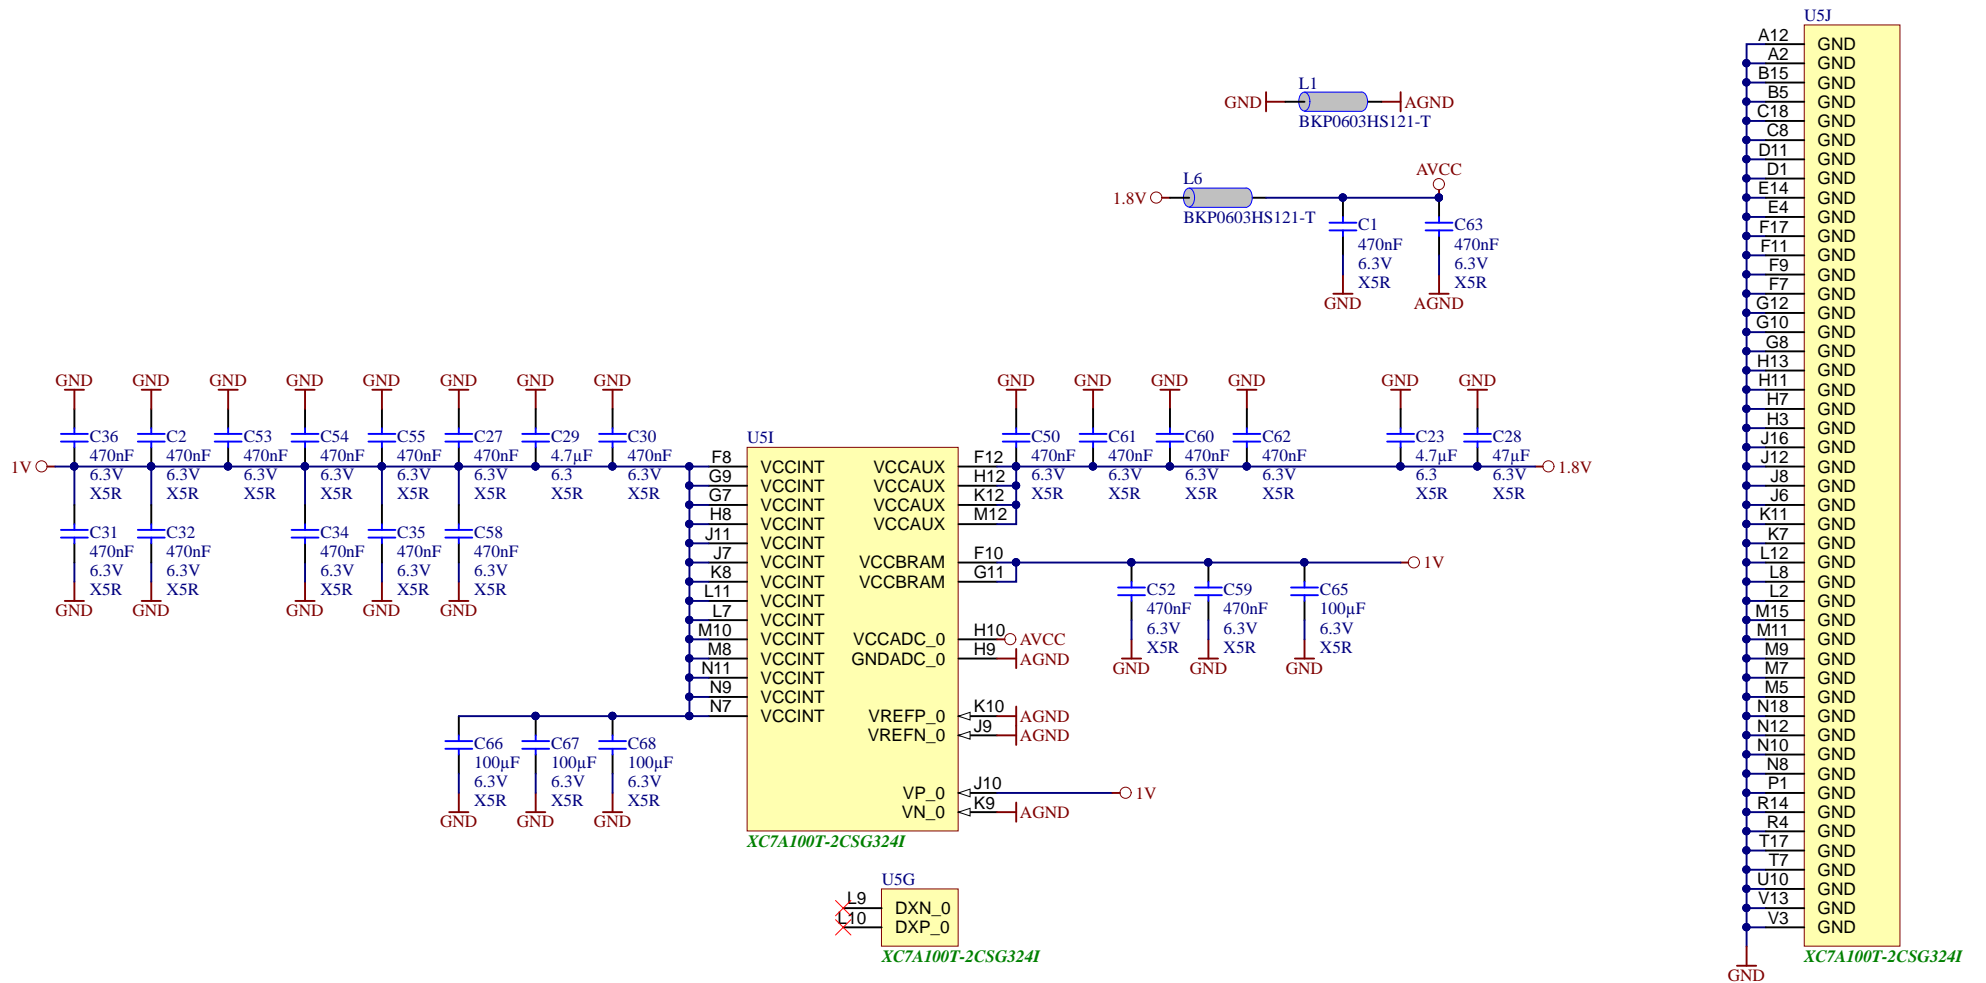 L1
GND
AGND
BKP0603HS121-T
L6
1.8V
BKP0603HS121-T
AVCC
C1
470nF
6.3V
X5R
GND
C63
470nF
6.3V
X5R
AGND
GND
GND
GND
GND
GND
GND
GND
GND
1V
C36
470nF
6.3V
X5R
C2
470nF
6.3V
X5R
C53
470nF
6.3V
X5R
C54
470nF
6.3V
X5R
C55
470nF
6.3V
X5R
C27
470nF
6.3V
X5R
C29
4.7µF
6.3
X5R
C30
470nF
6.3V
X5R
C31
470nF
6.3V
X5R
GND
C32
470nF
6.3V
X5R
GND
C34
470nF
6.3V
X5R
GND
C35
470nF
6.3V
X5R
GND
C58
470nF
6.3V
X5R
GND
C66
100µF
6.3V
X5R
GND
C67
100µF
6.3V
X5R
GND
C68
100µF
6.3V
X5R
GND
U5I
F8 VCCINT
G9 VCCINT
G7 VCCINT
H8 VCCINT
J11 VCCINT
J7 VCCINT
K8 VCCINT
L11 VCCINT
L7 VCCINT
M10 VCCINT
M8 VCCINT
N11 VCCINT
N9 VCCINT
N7 VCCINT
VCCAUX F12
VCCAUX H12
VCCAUX K12
VCCAUX M12
VCCBRAM F10
VCCBRAM G11
VCCADC_0 H10 AVCC
GNDADC_0 H9 AGND
VREFP_0 K10 AGND
VREFN_0 J9 AGND
VP_0 J10 1V
VN_0 K9 AGND
XC7A100T-2CSG324I
GND
GND
GND
GND
GND
GND
C50
470nF
6.3V
X5R
C61
470nF
6.3V
X5R
C60
470nF
6.3V
X5R
C62
470nF
6.3V
X5R
C23
4.7µF
6.3
X5R
C28
47µF
6.3V
X5R
1.8V
1V
C52
470nF
6.3V
X5R
GND
C59
470nF
6.3V
X5R
GND
C65
100µF
6.3V
X5R
GND
U5G
L9 DXN_0
L10 DXP_0
XC7A100T-2CSG324I
U5J
A12 GND
A2 GND
B15 GND
B5 GND
C18 GND
C8 GND
D11 GND
D1 GND
E14 GND
E4 GND
F17 GND
F11 GND
F9 GND
F7 GND
G12 GND
G10 GND
G8 GND
H13 GND
H11 GND
H7 GND
H3 GND
J16 GND
J12 GND
J8 GND
J6 GND
K11 GND
K7 GND
L12 GND
L8 GND
L2 GND
M15 GND
M11 GND
M9 GND
M7 GND
M5 GND
N18 GND
N12 GND
N10 GND
N8 GND
P1 GND
R14 GND
R4 GND
T17 GND
T7 GND
U10 GND
V13 GND
V3 GND
XC7A100T-2CSG324I
GND